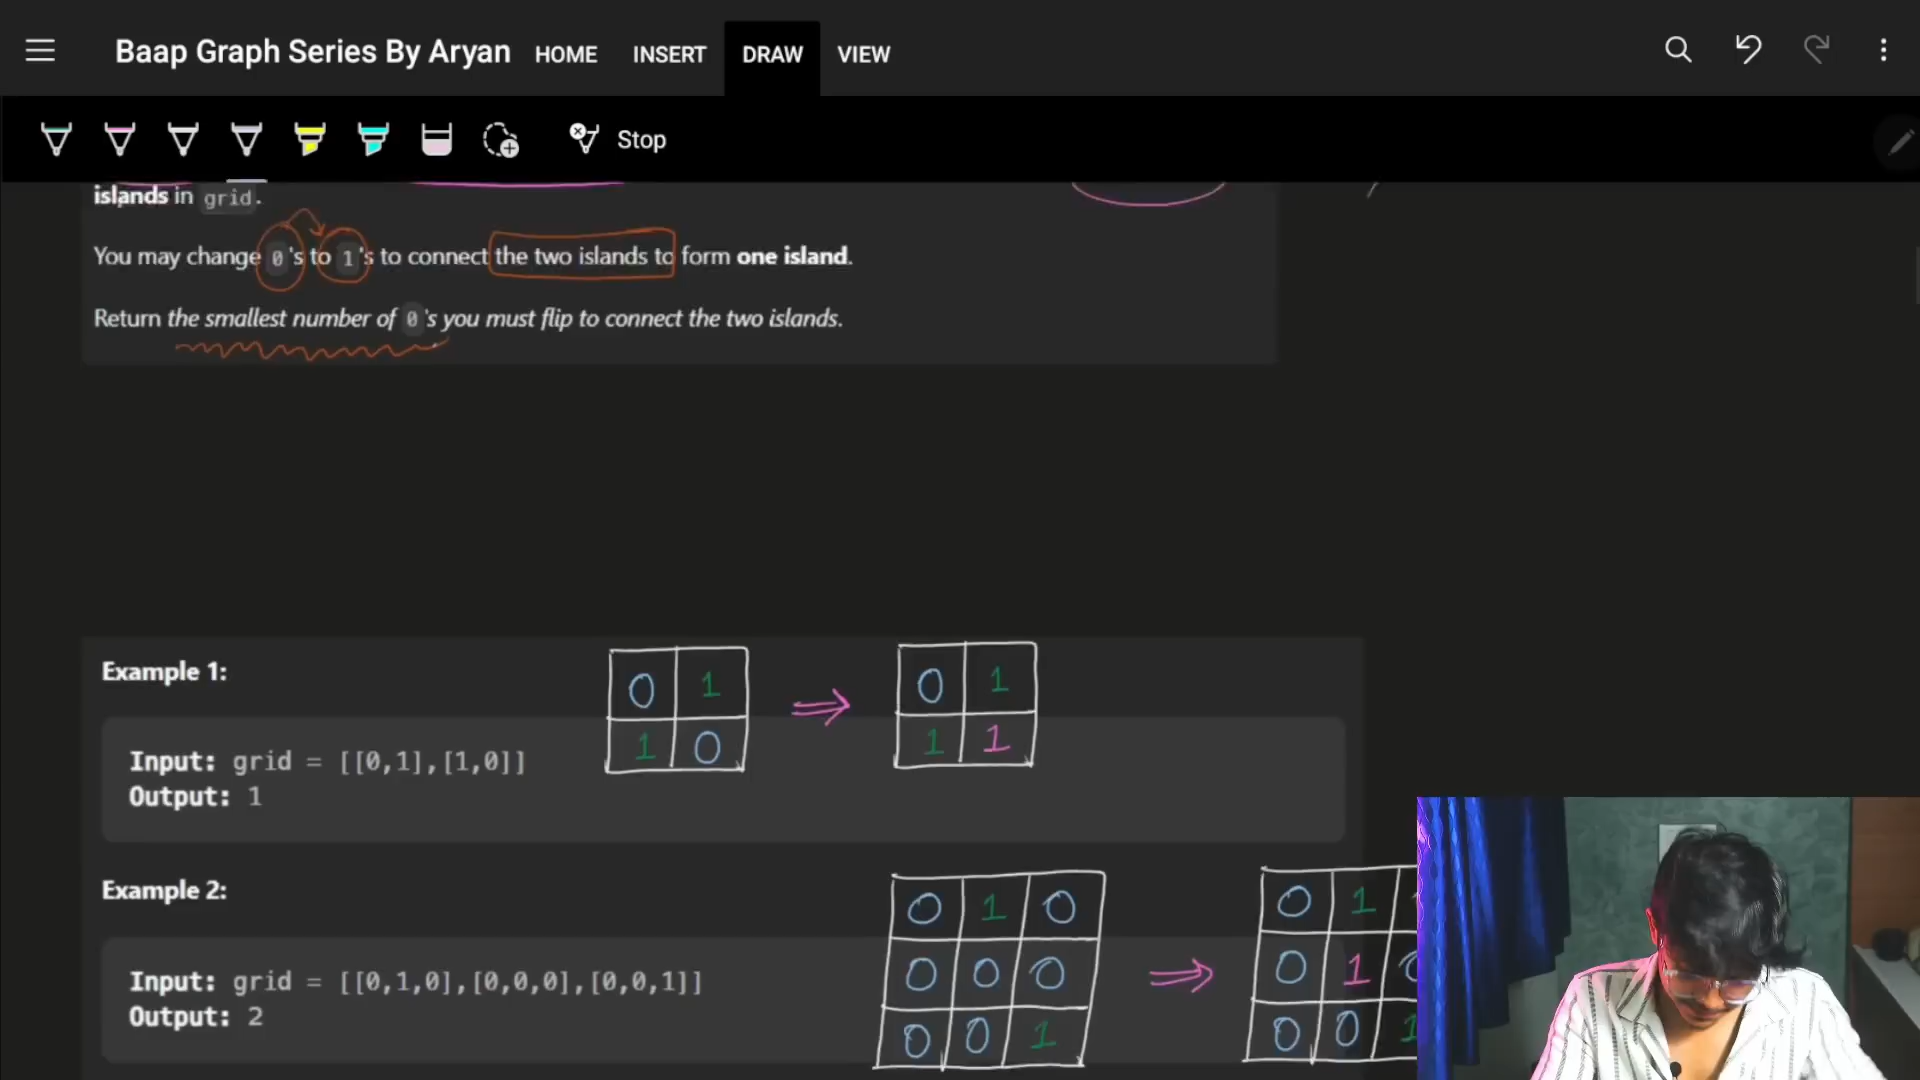 Baap Graph Series By Aryan HOME INSERT DRAW VIEW
Stop
islands in grid.
You may change 0's to 1's to connect the two islands to form one island.
Return the smallest number of 0's you must flip to connect the two islands.
Example 1:
0 1 0 1
1 0 1 1
Input: grid = [[0,1],[1,0]]
Output: 1
Example 2:
0 1 0 0 1
0 0 0 0 1 0
0 0 1 0 0 1
Input: grid = [[0,1,0],[0,0,0],[0,0,1]]
Output: 2